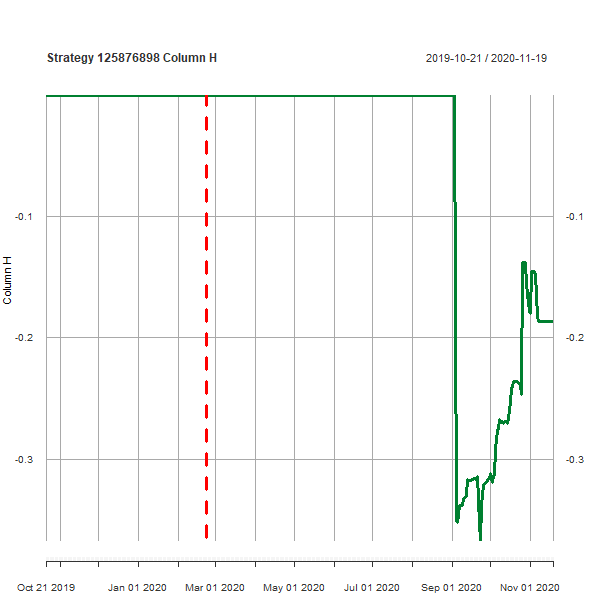 Strategy 125876898 Column H
2019-10-21 / 2020-11-19
-0.1
-0.1
Column H
-0.2
-0.2
-0.3
-0.3
Oct 21 2019
Jan 01 2020
Mar 01 2020
May 01 2020
Jul 01 2020
Sep 01 2020
Nov 01 2020